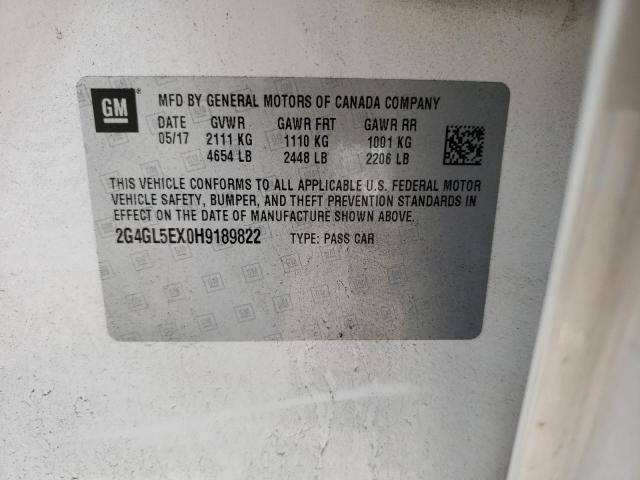 GM
MFD BY GENERAL MOTORS OF CANADA COMPANY
DATE GVWR GAWR FRT GAWR RR
05/17 2111 KG 1110 KG 1001 KG
4654 LB 2448 LB 2206 LB
THIS VEHICLE CONFORMS TO ALL APPLICABLE U.S. FEDERAL MOTOR
VEHICLE SAFETY, BUMPER, AND THEFT PREVENTION STANDARDS IN
EFFECT ON THE DATE OF MANUFACTURE SHOWN ABOVE.
2G4GL5EX0H9189822 TYPE: PASS CAR